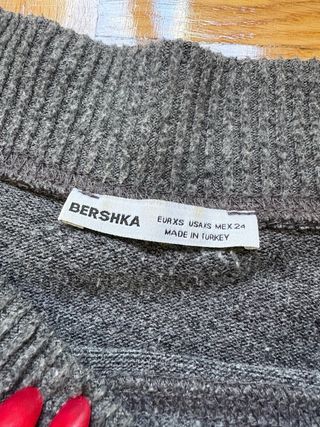 BERSHKA
EUR XS USA XS MEX 24
MADE IN TURKEY